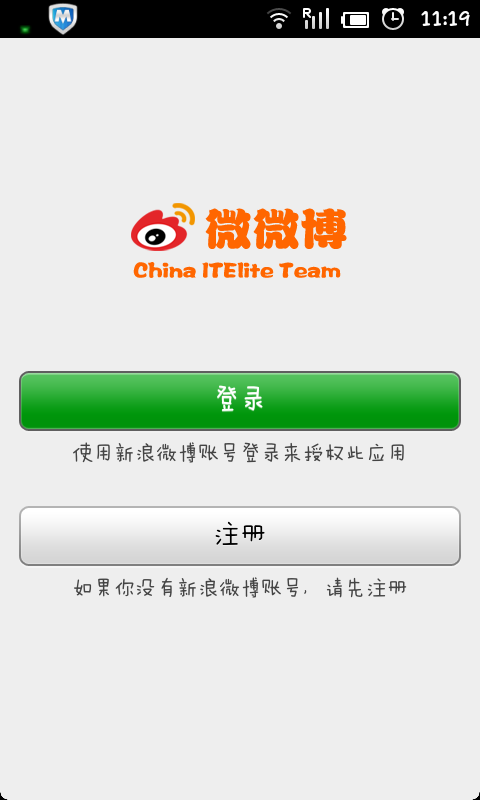 M R 11:19
微微博
China ITElite Team
登录
使用新浪微博账号登录来授权此应用
注册
如果你没有新浪微博账号，请先注册